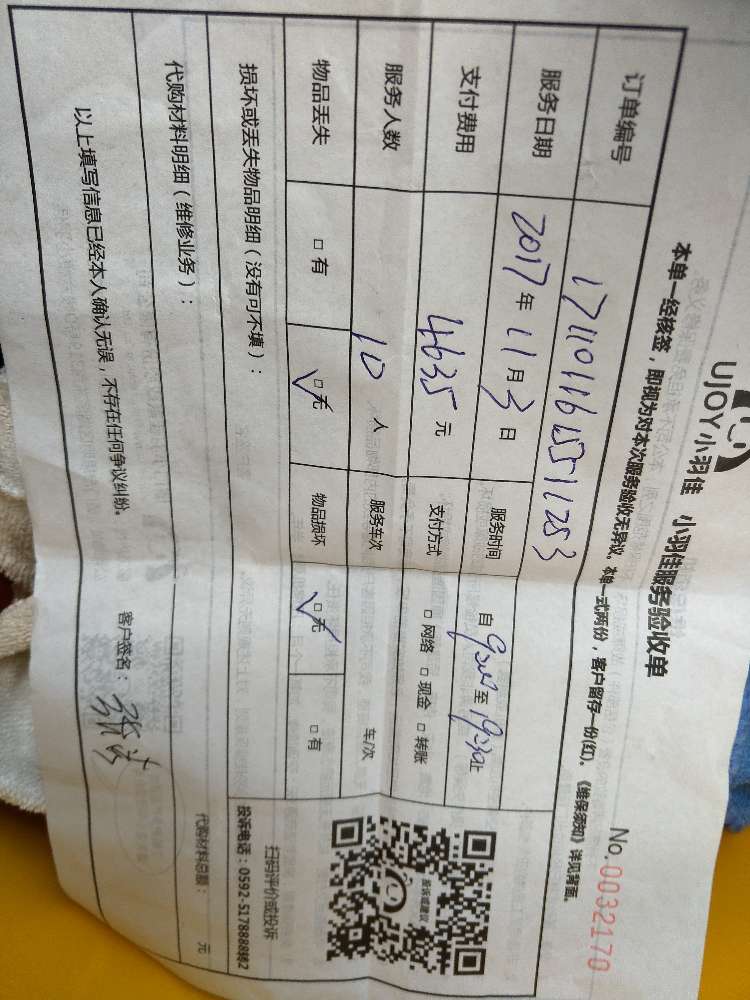 UJOY小羽佳 小羽佳服务验收单
No.0032170
本单一经核签，即视为对本次服务验收无异议。本单一式两份，客户留存一份(红)。《维保须知》详见背面。
订单编号
服务日期 2017年11月3日 服务时间 自9:00至19:30止
支付费用 4635元 支付方式 □网络 □现金 □转账
服务人数 10人 服务车次 车/次
物品丢失 □有 □无 物品损坏 □无 □有
投诉或建议
扫码评价或投诉
投诉电话：0592-5178888转2
损坏或丢失物品明细（没有可不填）：
代购材料明细（维修业务）：
代购材料总额： 元
以上填写信息已经本人确认无误，不存在任何争议纠纷。 客户签名：